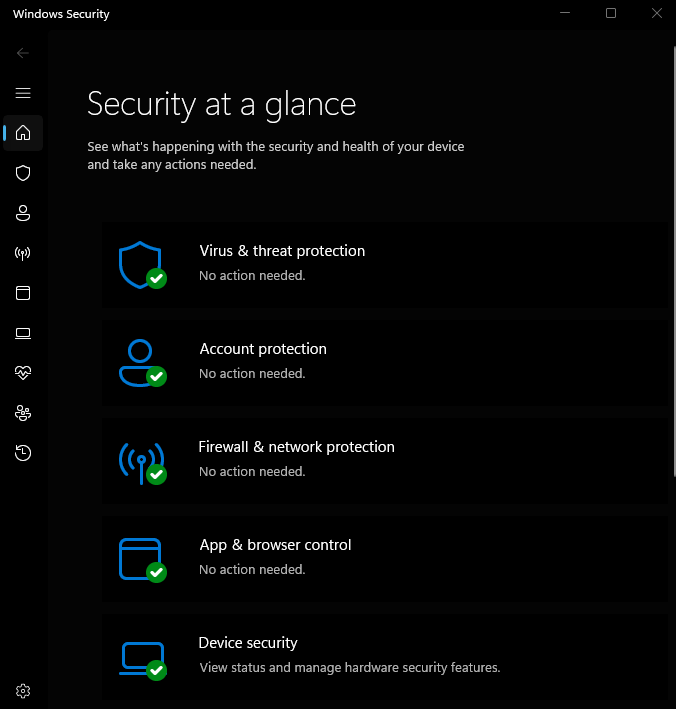 Windows Security
Security at a glance
See what's happening with the security and health of your device
and take any actions needed.
Virus & threat protection
No action needed.
Account protection
No action needed.
Firewall & network protection
No action needed.
App & browser control
No action needed.
Device security
View status and manage hardware security features.